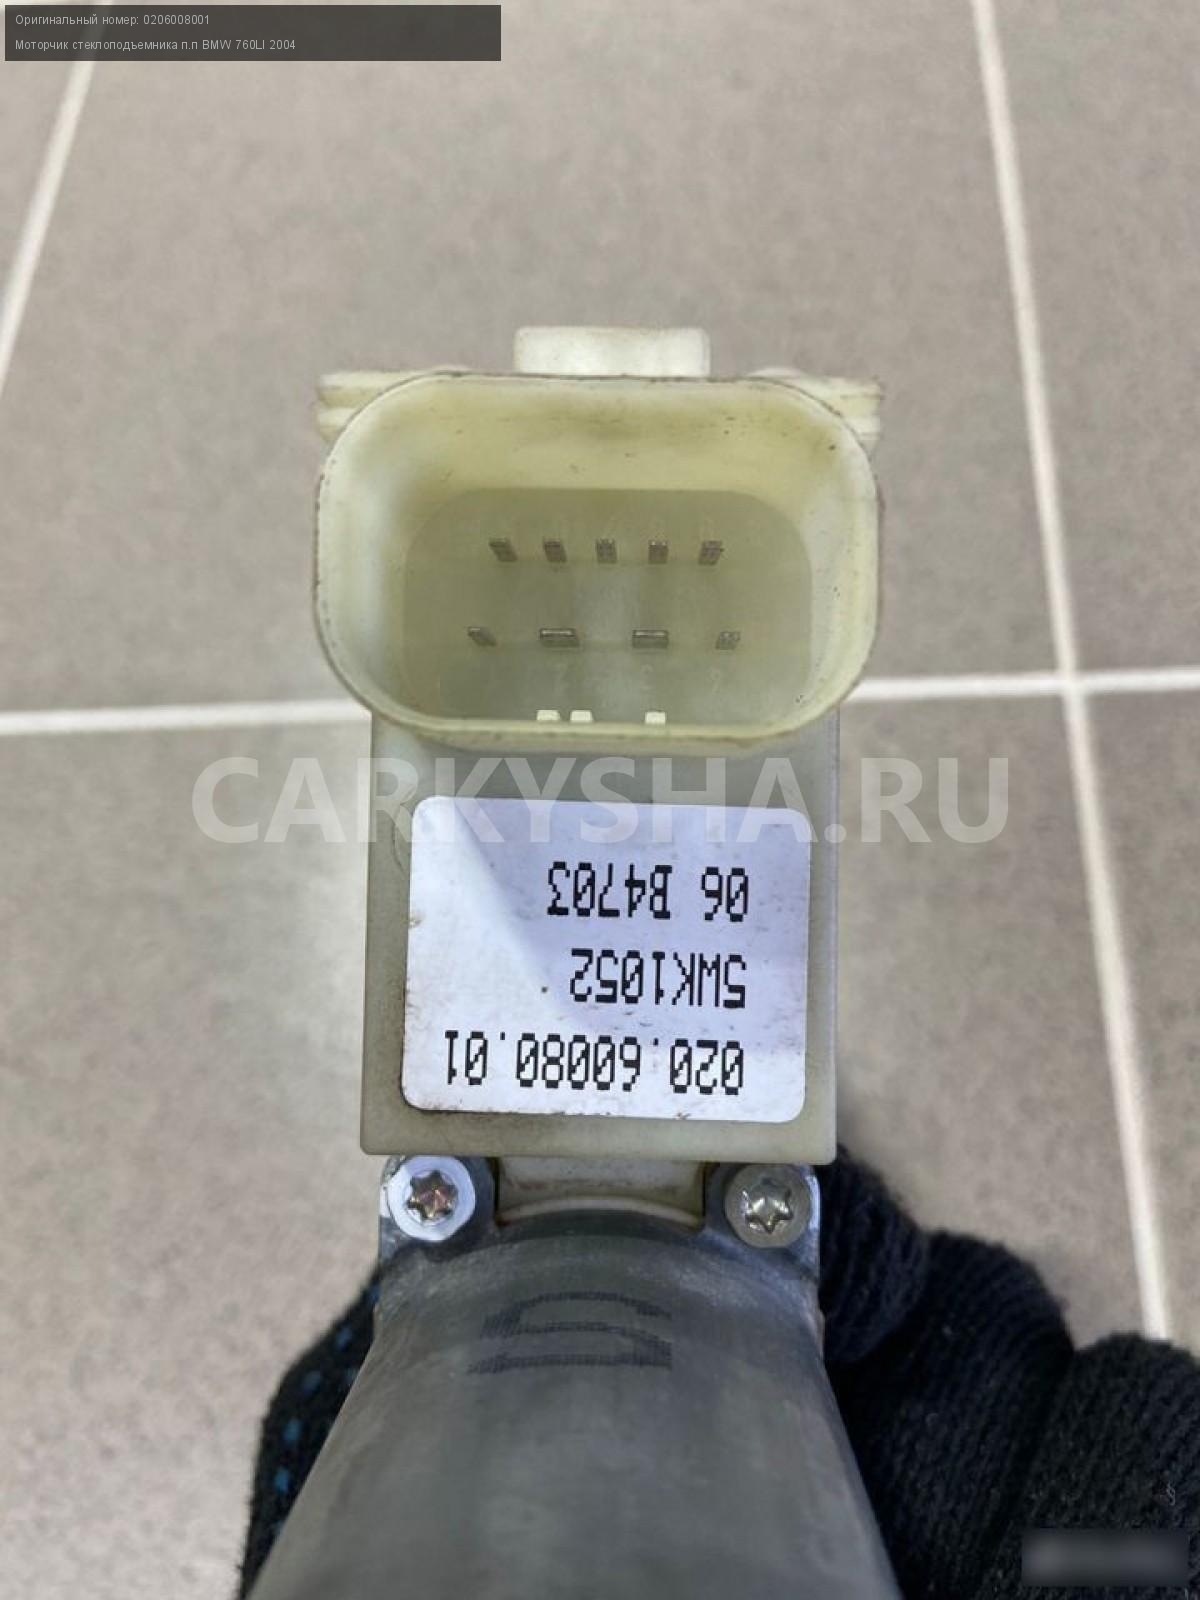 Оригинальный номер: 0206008001
Моторчик стеклоподъемника п.п BMW 760LI 2004
CARKYSHA.RU
020.60080.01
5WK1052
06 B4703